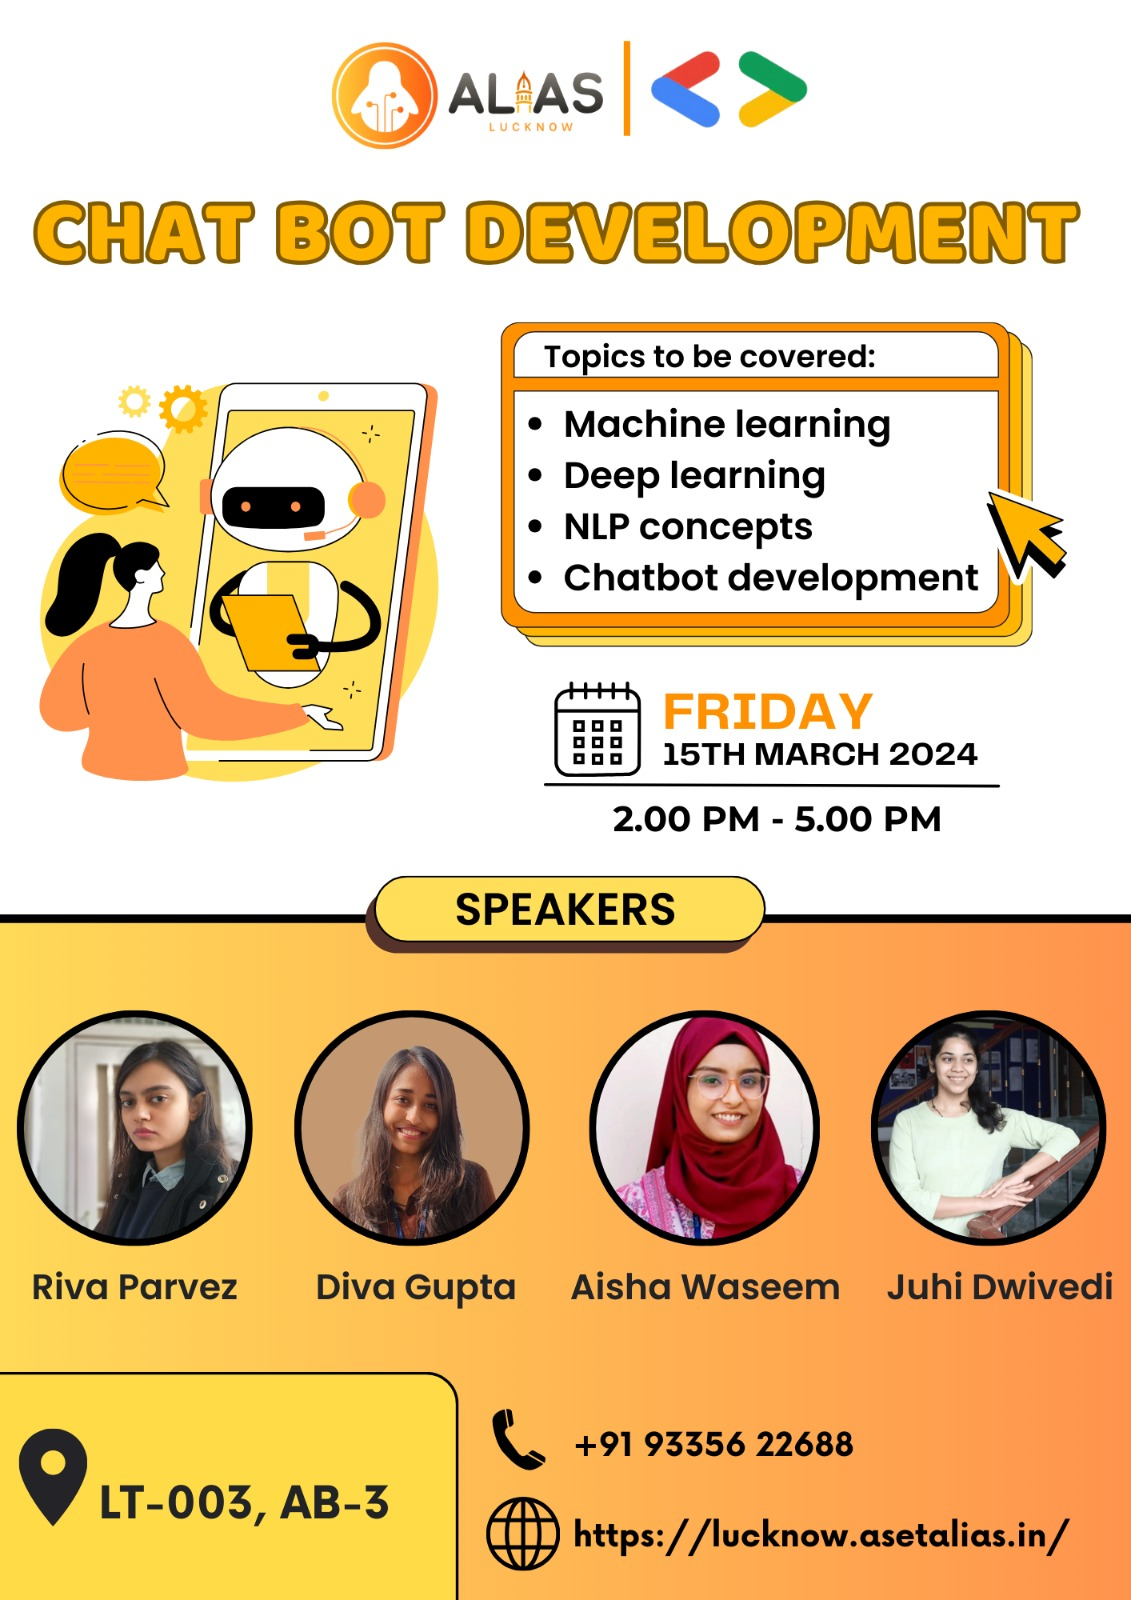 ALIAS
LUCKNOW
CHAT BOT DEVELOPMENT
Topics to be covered:
• Machine learning
• Deep learning
• NLP concepts
• Chatbot development
FRIDAY
15TH MARCH 2024
2.00 PM - 5.00 PM
SPEAKERS
Riva Parvez
Diva Gupta
Aisha Waseem
Juhi Dwivedi
LT-003, AB-3
+91 93356 22688
https://lucknow.asetalias.in/